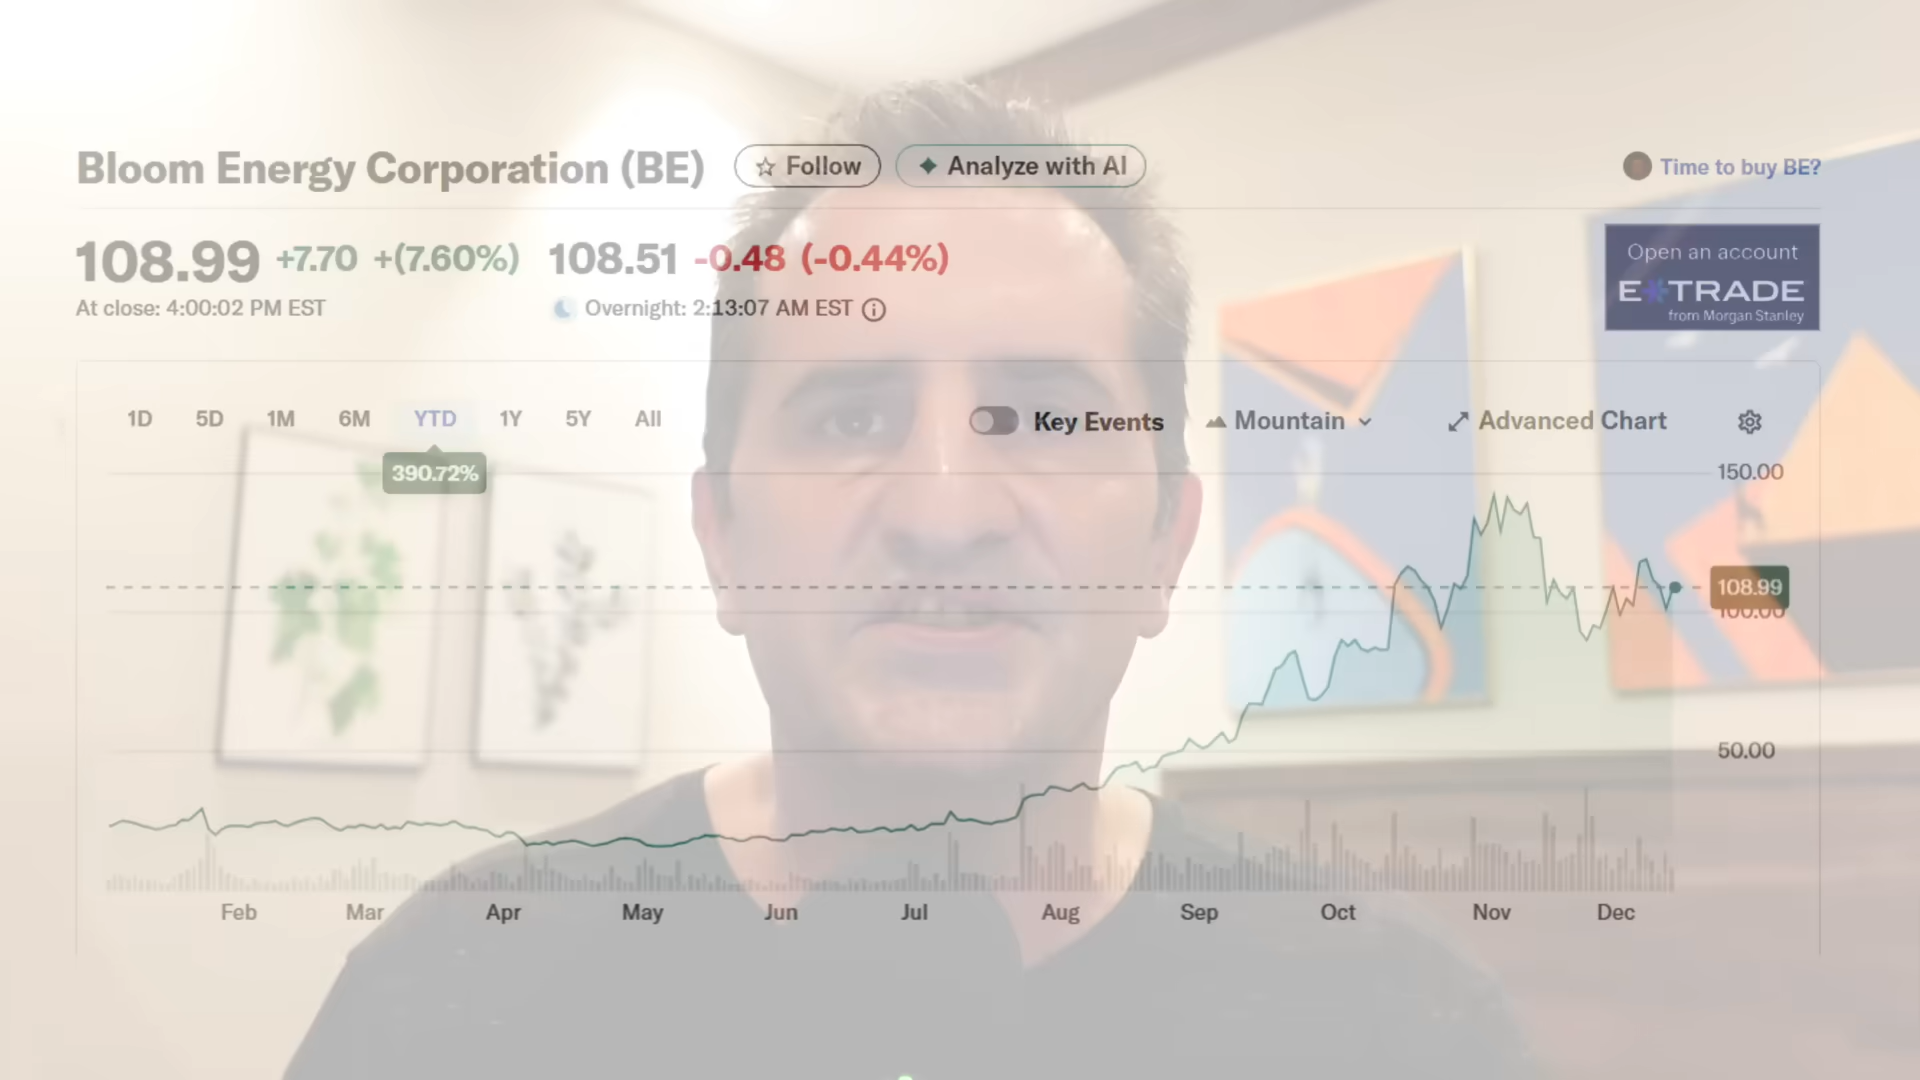 Bloom Energy Corporation (BE) Follow Analyze with AI Time to buy BE?
108.99 +7.70 +(7.60%) 108.51 -0.48 (-0.44%)
At close: 4:00:02 PM EST Overnight: 2:13:07 AM EST
Open an account
E*TRADE
from Morgan Stanley
1D 5D 1M 6M YTD 1Y 5Y All Key Events Mountain Advanced Chart
390.72%
150.00
108.99
100.00
50.00
Feb Mar Apr May Jun Jul Aug Sep Oct Nov Dec